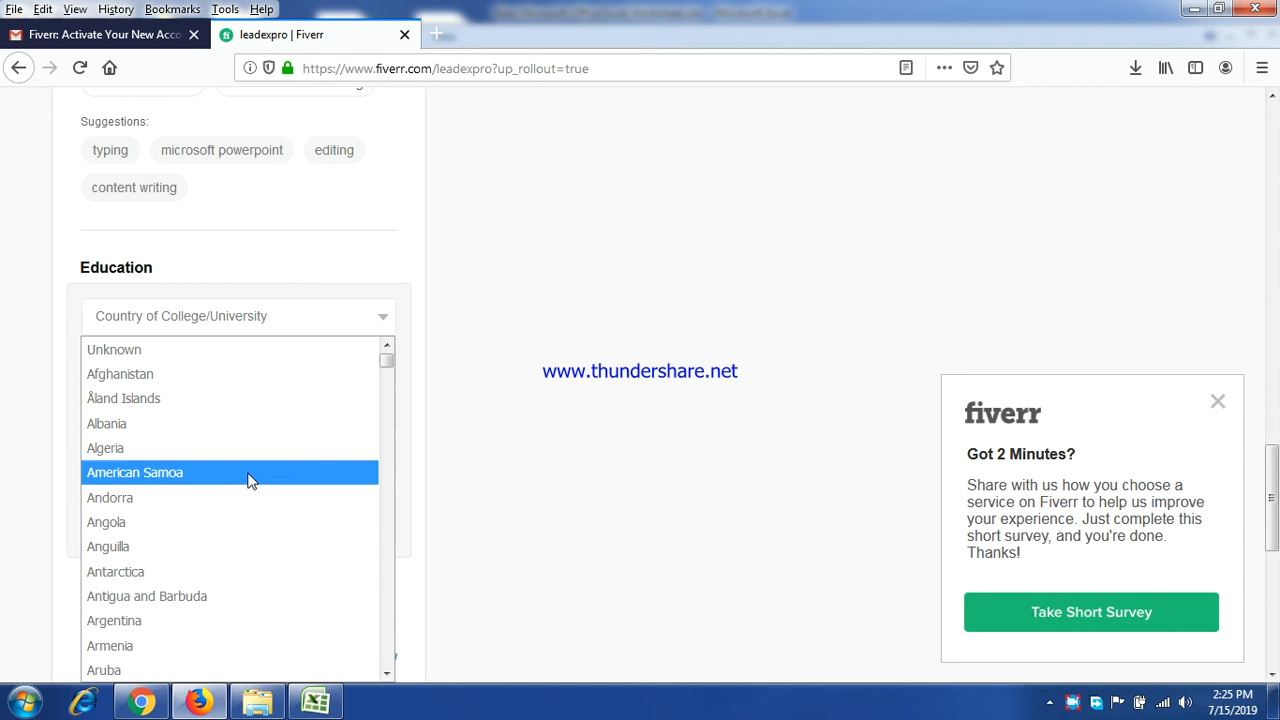 File Edit View History Bookmarks Tools Help
Fiverr: Activate Your New Acco
leadexpro | Fiverr
https://www.fiverr.com/leadexpro?up_rollout=true
Suggestions:
typing
microsoft powerpoint
editing
content writing
Education
Country of College/University
Unknown
Afghanistan
Åland Islands
Albania
Algeria
American Samoa
Andorra
Angola
Anguilla
Antarctica
Antigua and Barbuda
Argentina
Armenia
Aruba
www.thundershare.net
fiverr
Got 2 Minutes?
Share with us how you choose a
service on Fiverr to help us improve
your experience. Just complete this
short survey, and you're done.
Thanks!
Take Short Survey
2:25 PM
7/15/2019